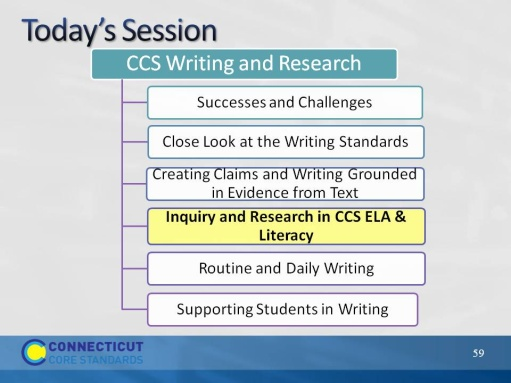 Today's Session
CCS Writing and Research
Successes and Challenges
Close Look at the Writing Standards
Creating Claims and Writing Grounded
in Evidence from Text
Inquiry and Research in CCS ELA &
Literacy
Routine and Daily Writing
Supporting Students in Writing
CONNECTICUT
CORE STANDARDS
59